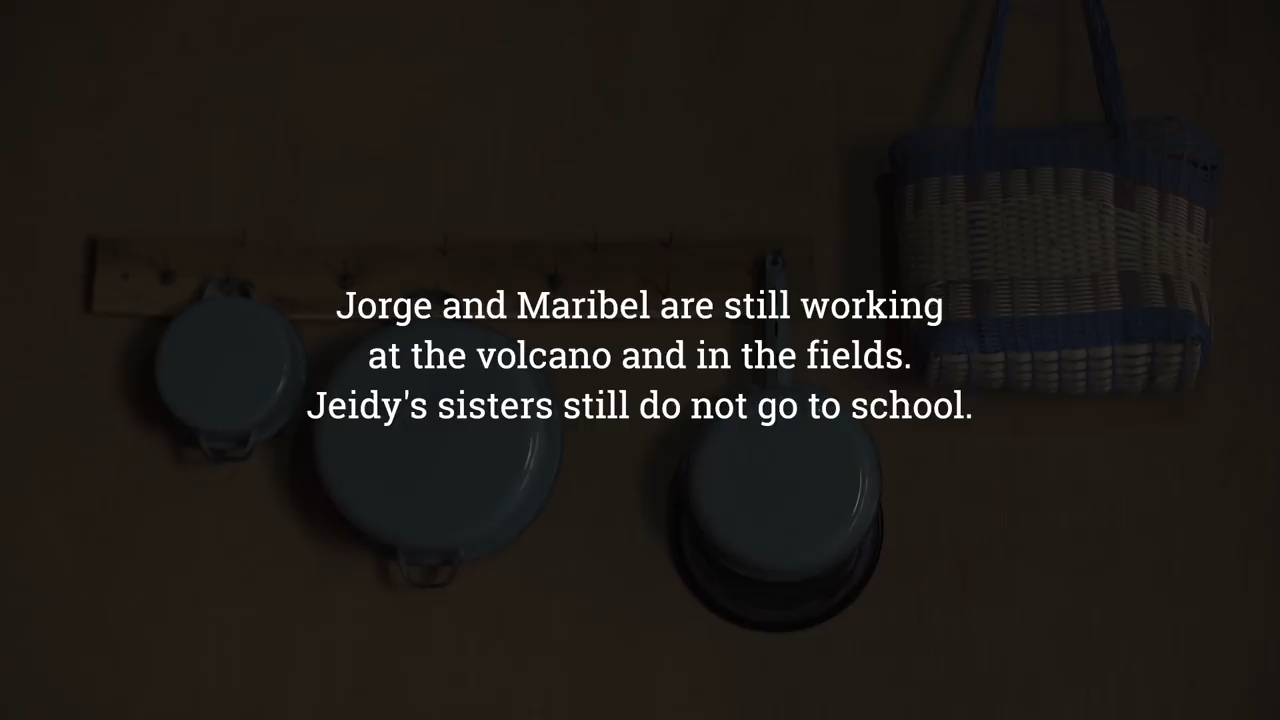 Jorge and Maribel are still working
at the volcano and in the fields.
Jeidy's sisters still do not go to school.